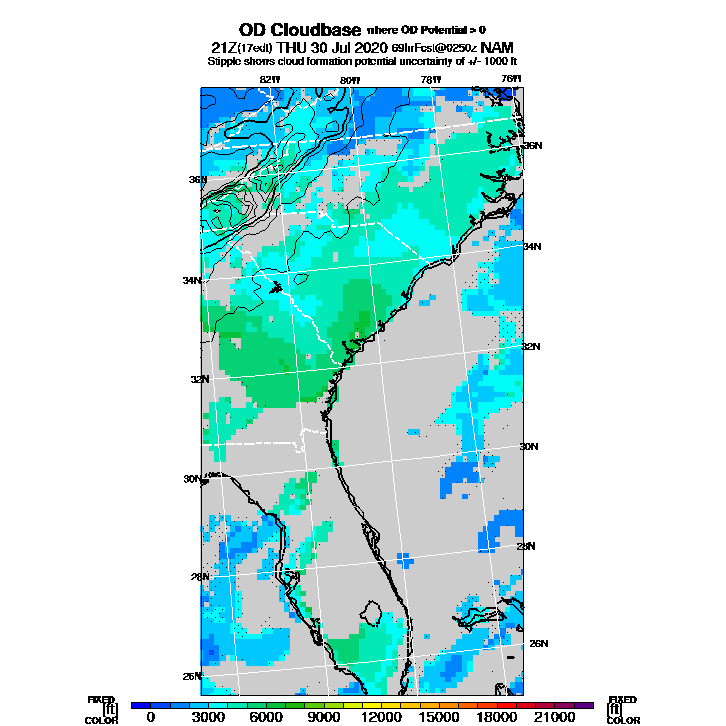 OD Cloudbase where OD Potential > 0
21Z(17edt) THU 30 Jul 2020 69hrFcst@0250z NAM
Stipple shows cloud formation potential uncertainty of +/- 1000 ft
82W 80W 78W 76W
36N 36N
34N 34N
32N 32N
30N 30N
28N 28N
26N 26N
FIXED FIXED
[ft] [ft]
COLOR COLOR
0 3000 6000 9000 12000 15000 18000 21000